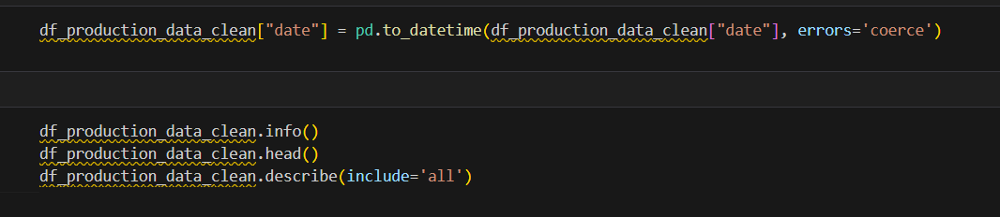 df_production_data_clean["date"] = pd.to_datetime(df_production_data_clean["date"], errors='coerce')
df_production_data_clean.info()
df_production_data_clean.head()
df_production_data_clean.describe(include='all')